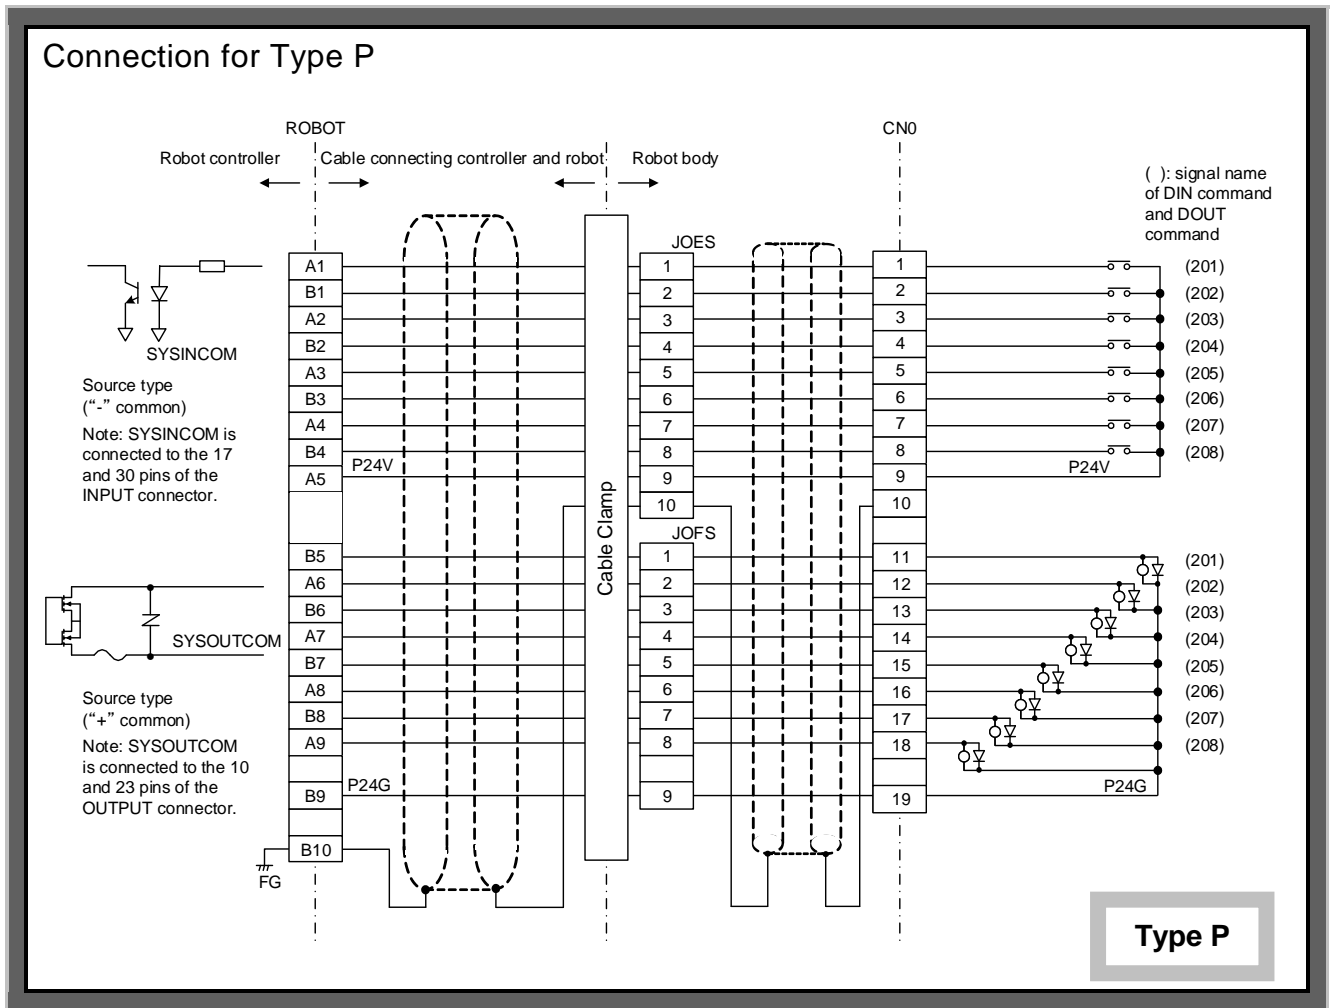 Connection for Type P
ROBOT
CN0
Robot controller
Cable connecting controller and robot
Robot body
( ): signal name
of DIN command
and DOUT
command
JOES
A1
1
1
(201)
B1
2
2
(202)
A2
3
3
(203)
B2
4
4
(204)
SYSINCOM
A3
5
5
(205)
B3
6
6
(206)
A4
7
7
(207)
B4
8
8
(208)
P24V
P24V
A5
9
9
10
10
Source type
(“-” common)
Note: SYSINCOM is
connected to the 17
and 30 pins of the
INPUT connector.
Cable Clamp
JOFS
B5
1
11
(201)
A6
2
12
(202)
B6
3
13
(203)
A7
4
14
(204)
SYSOUTCOM
B7
5
15
(205)
A8
6
16
(206)
B8
7
17
(207)
A9
8
18
(208)
P24G
P24G
B9
9
19
Source type
(“+” common)
Note: SYSOUTCOM
is connected to the 10
and 23 pins of the
OUTPUT connector.
B10
FG
Type P